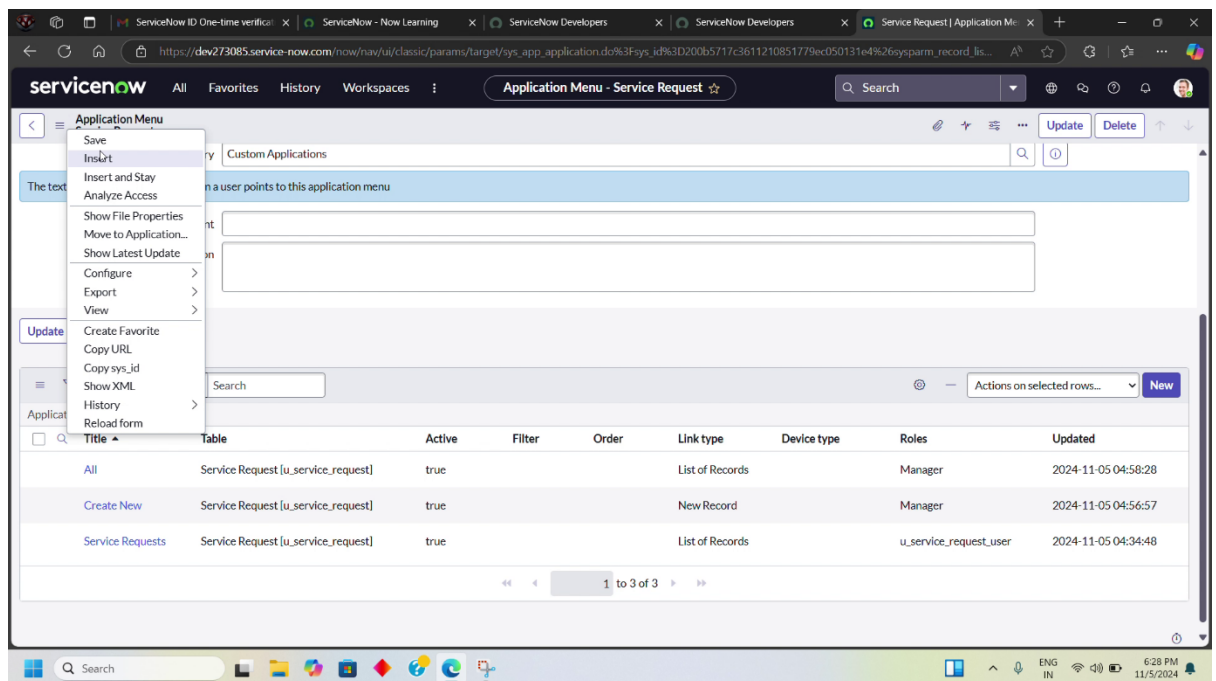 ServiceNow ID One-time verificat
ServiceNow - Now Learning
ServiceNow Developers
ServiceNow Developers
Service Request | Application Me
https://dev273085.service-now.com/now/nav/ui/classic/params/target/sys_app_application.do%3Fsys_id%3D200b5717c3611210851779ec050131e4%26sysparm_record_lis...
servicenow All Favorites History Workspaces Application Menu - Service Request Search
Application Menu
Update Delete
Save
Insert
Insert and Stay
Analyze Access
Show File Properties
Move to Application...
Show Latest Update
Configure
Export
View
Create Favorite
Copy URL
Copy sys_id
Show XML
History
Reload form
ry Custom Applications
The text n a user points to this application menu
nt
on
Update
Search Actions on selected rows... New
Applicat
Title Table Active Filter Order Link type Device type Roles Updated
All Service Request [u_service_request] true List of Records Manager 2024-11-05 04:58:28
Create New Service Request [u_service_request] true New Record Manager 2024-11-05 04:56:57
Service Requests Service Request [u_service_request] true List of Records u_service_request_user 2024-11-05 04:34:48
1 to 3 of 3
Search
ENG
IN
6:28 PM
11/5/2024